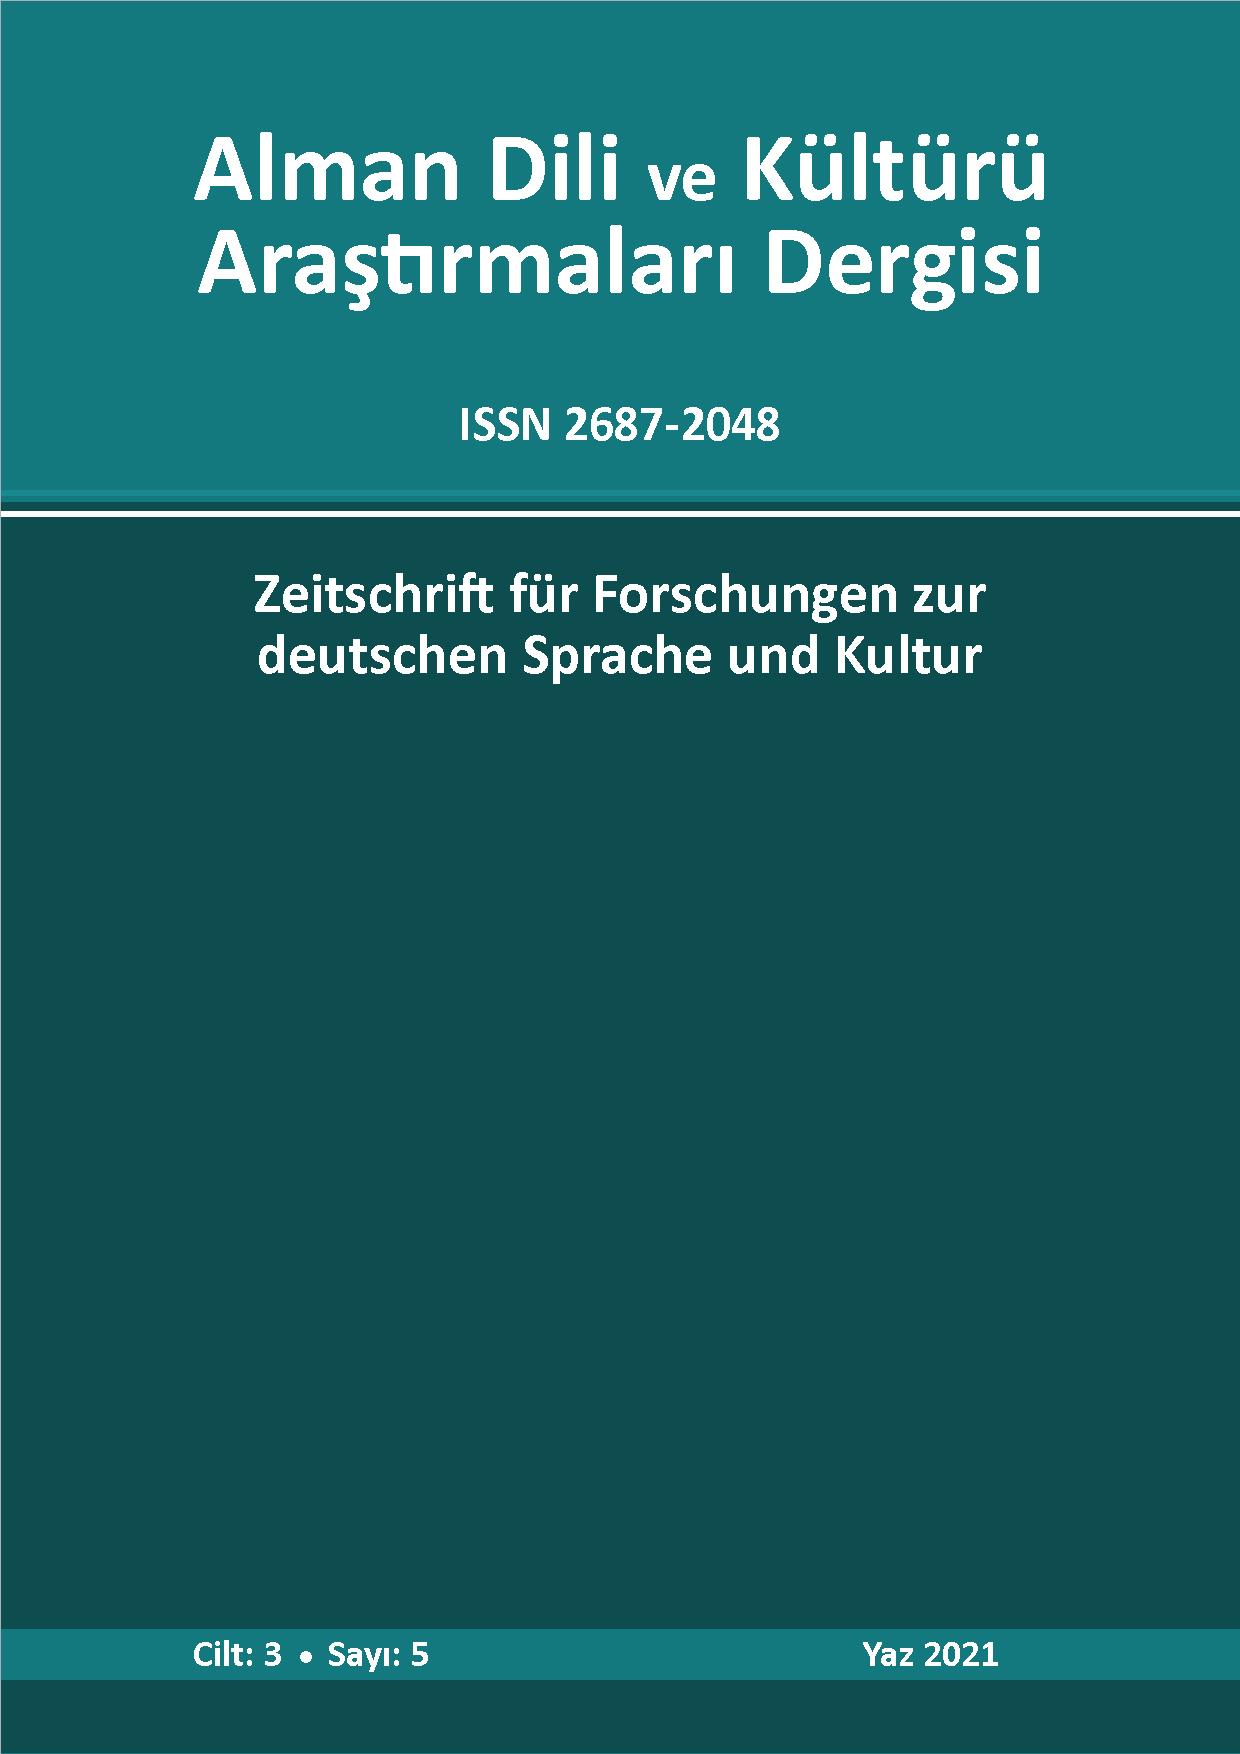 Alman Dili ve Kültürü
Araştırmaları Dergisi
ISSN 2687-2048
Zeitschrift für Forschungen zur
deutschen Sprache und Kultur
Cilt: 3 • Sayı: 5 Yaz 2021